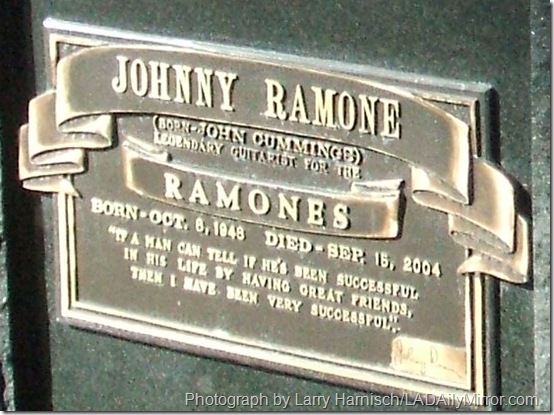 JOHNNY RAMONE
(BORN-JOHN CUMMINGS)
LEGENDARY GUITARIST FOR THE
RAMONES
BORN-OCT. 8, 1948 DIED-SEP. 15, 2004
"IF A MAN CAN TELL IF HE'S BEEN SUCCESSFUL
IN HIS LIFE BY HAVING GREAT FRIENDS,
THEN I HAVE BEEN VERY SUCCESSFUL".
Photograph by Larry Harnisch/LADAilyMirror.com